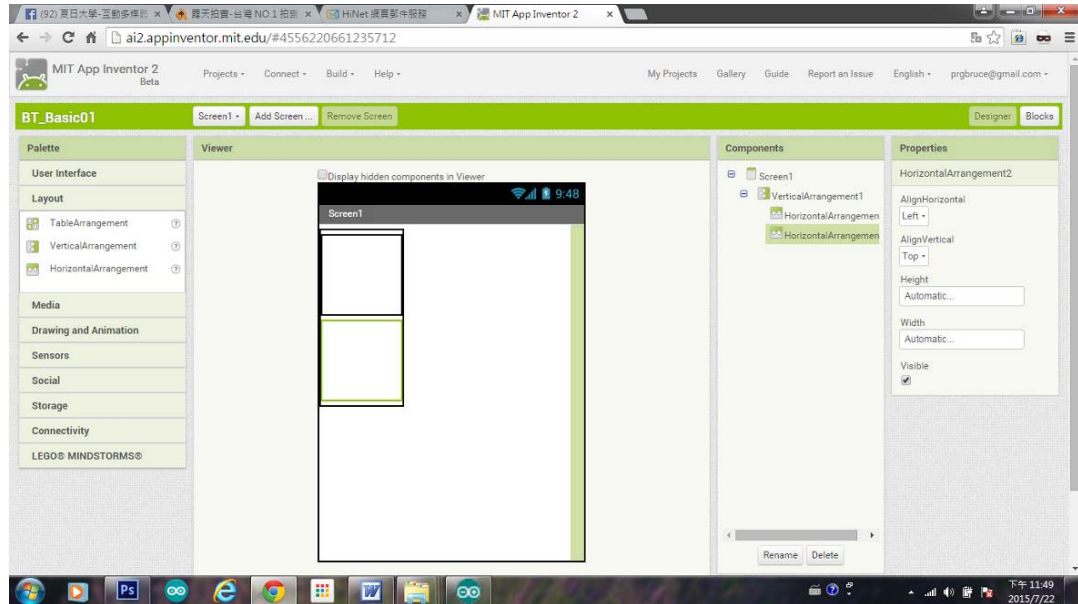 (92) 夏日大學-互動多媒
露天拍賣-台灣 NO.1 拍賣
HiNet 網頁郵件服務
MIT App Inventor 2
ai2.appinventor.mit.edu/#4556220661235712
MIT App Inventor 2
Beta
Projects
Connect
Build
Help
My Projects
Gallery
Guide
Report an Issue
English
prgbruce@gmail.com
BT_Basic01
Screen1
Add Screen ...
Remove Screen
Designer
Blocks
Palette
User Interface
Layout
TableArrangement
VerticalArrangement
HorizontalArrangement
Media
Drawing and Animation
Sensors
Social
Storage
Connectivity
LEGO® MINDSTORMS®
Viewer
Display hidden components in Viewer
9:48
Screen1
Components
Screen1
VerticalArrangement1
HorizontalArrangemen
HorizontalArrangemen
Rename
Delete
Properties
HorizontalArrangement2
AlignHorizontal
Left
AlignVertical
Top
Height
Automatic...
Width
Automatic...
Visible
Ps
下午 11:49
2015/7/22